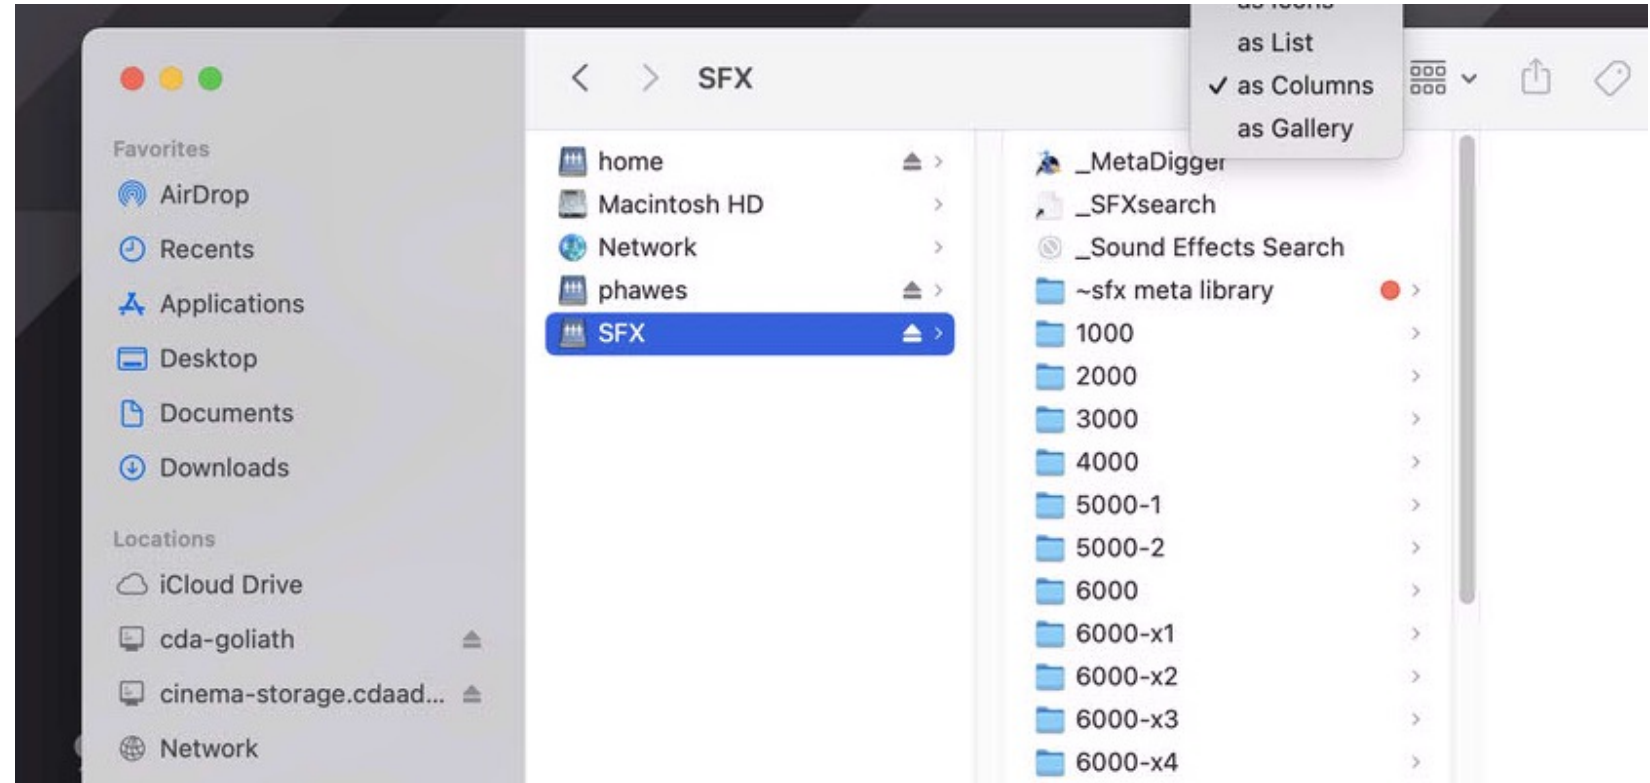 as Icons
as List
✓ as Columns
as Gallery
SFX
Favorites
AirDrop
Recents
Applications
Desktop
Documents
Downloads
Locations
iCloud Drive
cda-goliath
cinema-storage.cdaad...
Network
home
Macintosh HD
Network
phawes
SFX
_MetaDigger
_SFXsearch
_Sound Effects Search
~sfx meta library
1000
2000
3000
4000
5000-1
5000-2
6000
6000-x1
6000-x2
6000-x3
6000-x4